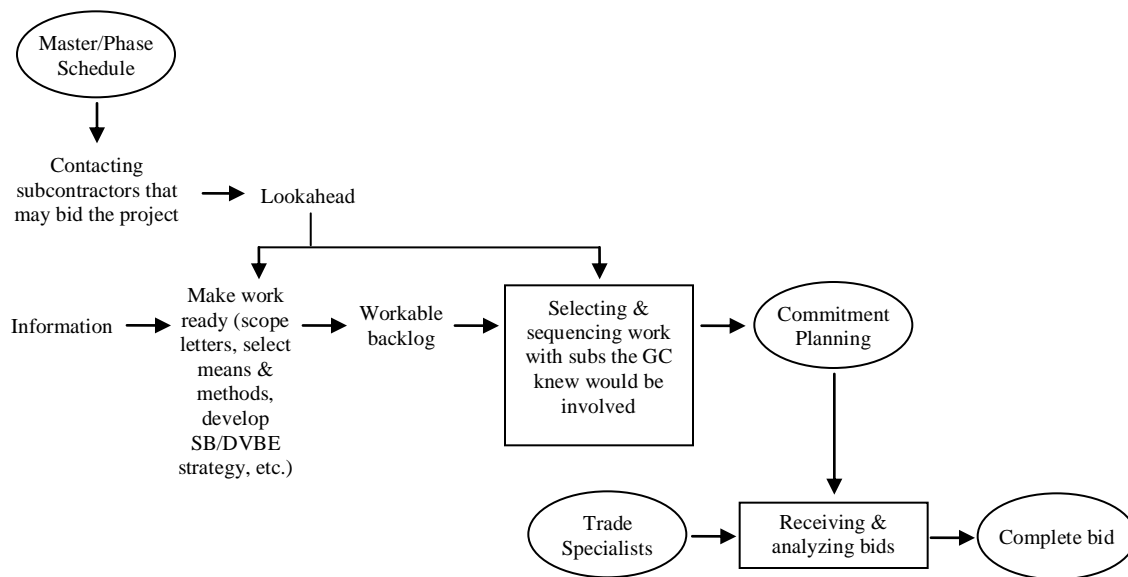 Master/Phase
Schedule
Contacting
subcontractors that
may bid the project
Lookahead
Information
Make work
ready (scope
letters, select
means &
methods,
develop
SB/DVBE
strategy, etc.)
Workable
backlog
Selecting &
sequencing work
with subs the GC
knew would be
involved
Commitment
Planning
Trade
Specialists
Receiving &
analyzing bids
Complete bid